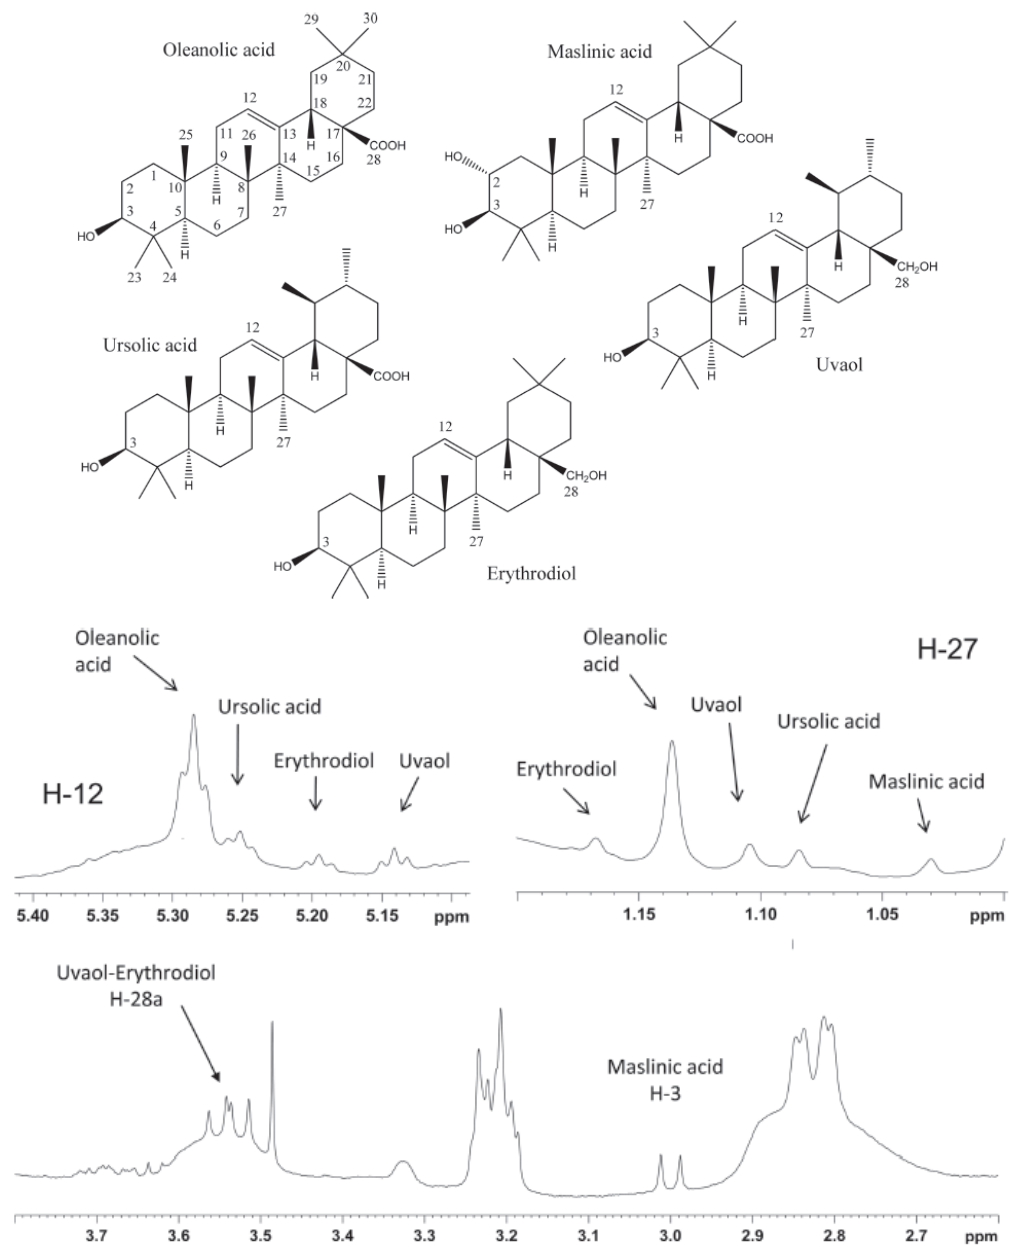 29
30
Oleanolic acid
20
19
21
12
18
22
11
25
26
13
H
17
COOH
28
1
9
14
16
15
2
10
8
H
27
3
5
7
4
6
HO
H
23
24
Maslinic acid
12
H
COOH
HO
2
H
27
3
HO
H
12
H
CH₂OH
28
H
27
3
HO
H
Uvaol
Ursolic acid
12
H
COOH
H
27
3
HO
H
12
H
CH₂OH
28
H
27
3
HO
H
Erythrodiol
Oleanolic
acid
Ursolic acid
Erythrodiol
Uvaol
H-12
5.40
5.35
5.30
5.25
5.20
5.15
ppm
Oleanolic
acid
H-27
Uvaol
Ursolic acid
Erythrodiol
Maslinic acid
1.15
1.10
1.05
ppm
Uvaol-Erythrodiol
H-28a
Maslinic acid
H-3
3.7
3.6
3.5
3.4
3.3
3.2
3.1
3.0
2.9
2.8
2.7
ppm